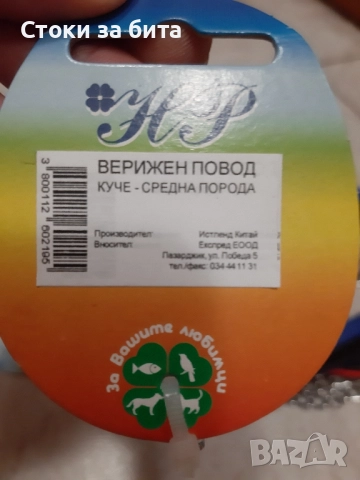 Стоки за бита
НР
ВЕРИЖЕН ПОВОД
КУЧЕ - СРЕДНА ПОРОДА
Производител: Истленд Китай
Вносител: Експред ЕООД
Пазарджик, ул. Победа 5
тел./факс: 034 44 11 31
3 800112 602195
За Вашите любимци
BAZAR